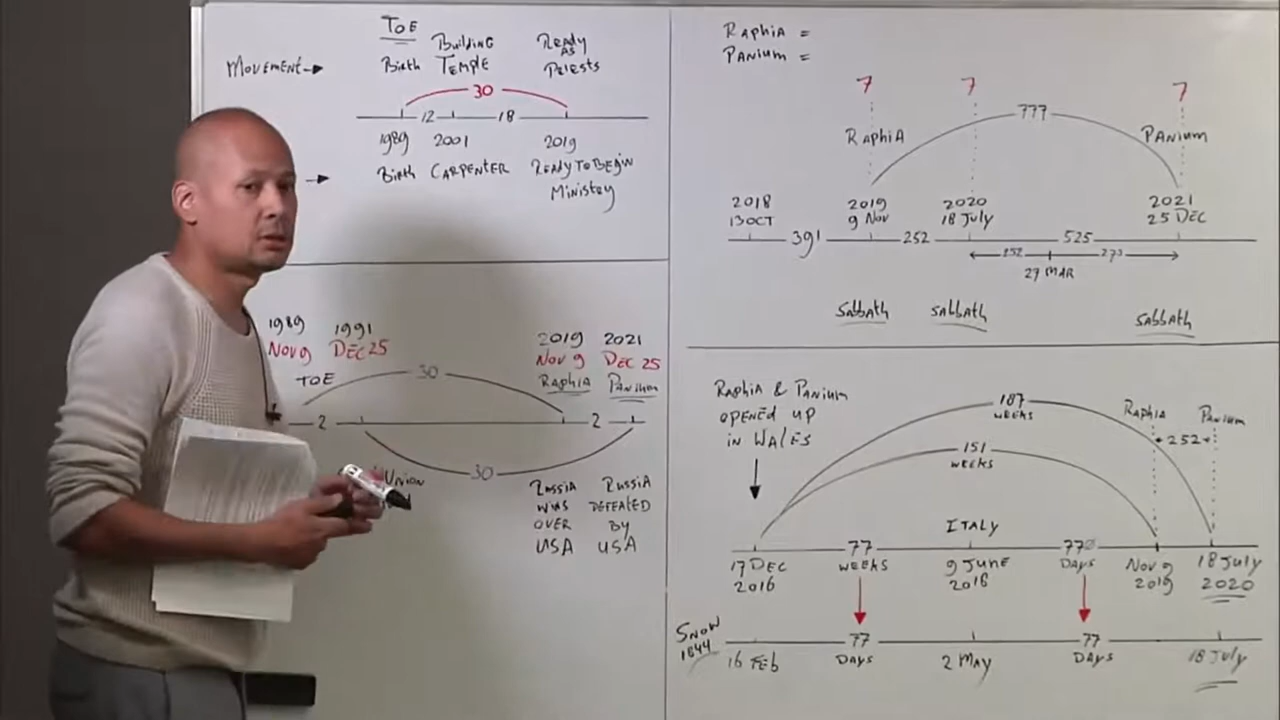 TOE
Birth
Building
TEMPLE
Ready
AS
Priests
MOVEMENT
30
12
18
1989
2001
2019
Birth
CARPENTER
READY TO BEGIN
MINISTRY
1989
1991
Nov 9
DEC 25
TOE
30
2019
2021
Nov 9
DEC 25
RAPHIA
Panium
2
2
30
UNION
RUSSIA
WINS
OVER
USA
RUSSIA
DEFEATED
By
USA
RAPHIA =
PANIUM =
7
7
7
777
RAPHIA
PANIUM
2018
13 OCT
2019
9 Nov
2020
18 July
2021
25 DEC
391
252
525
252
273
27 MAR
Sabbath
Sabbath
Sabbath
RAPHIA & PANIUM
OPENED UP
IN WALES
187
WEEKS
151
WEEKS
Raphia
Panium
252
ITALY
77
WEEKS
77
DAYS
17 DEC
2016
9 JUNE
2018
Nov 9
2019
18 July
2020
SNOW
1844
77
DAYS
77
DAYS
16 FEb
2 MAY
18 July